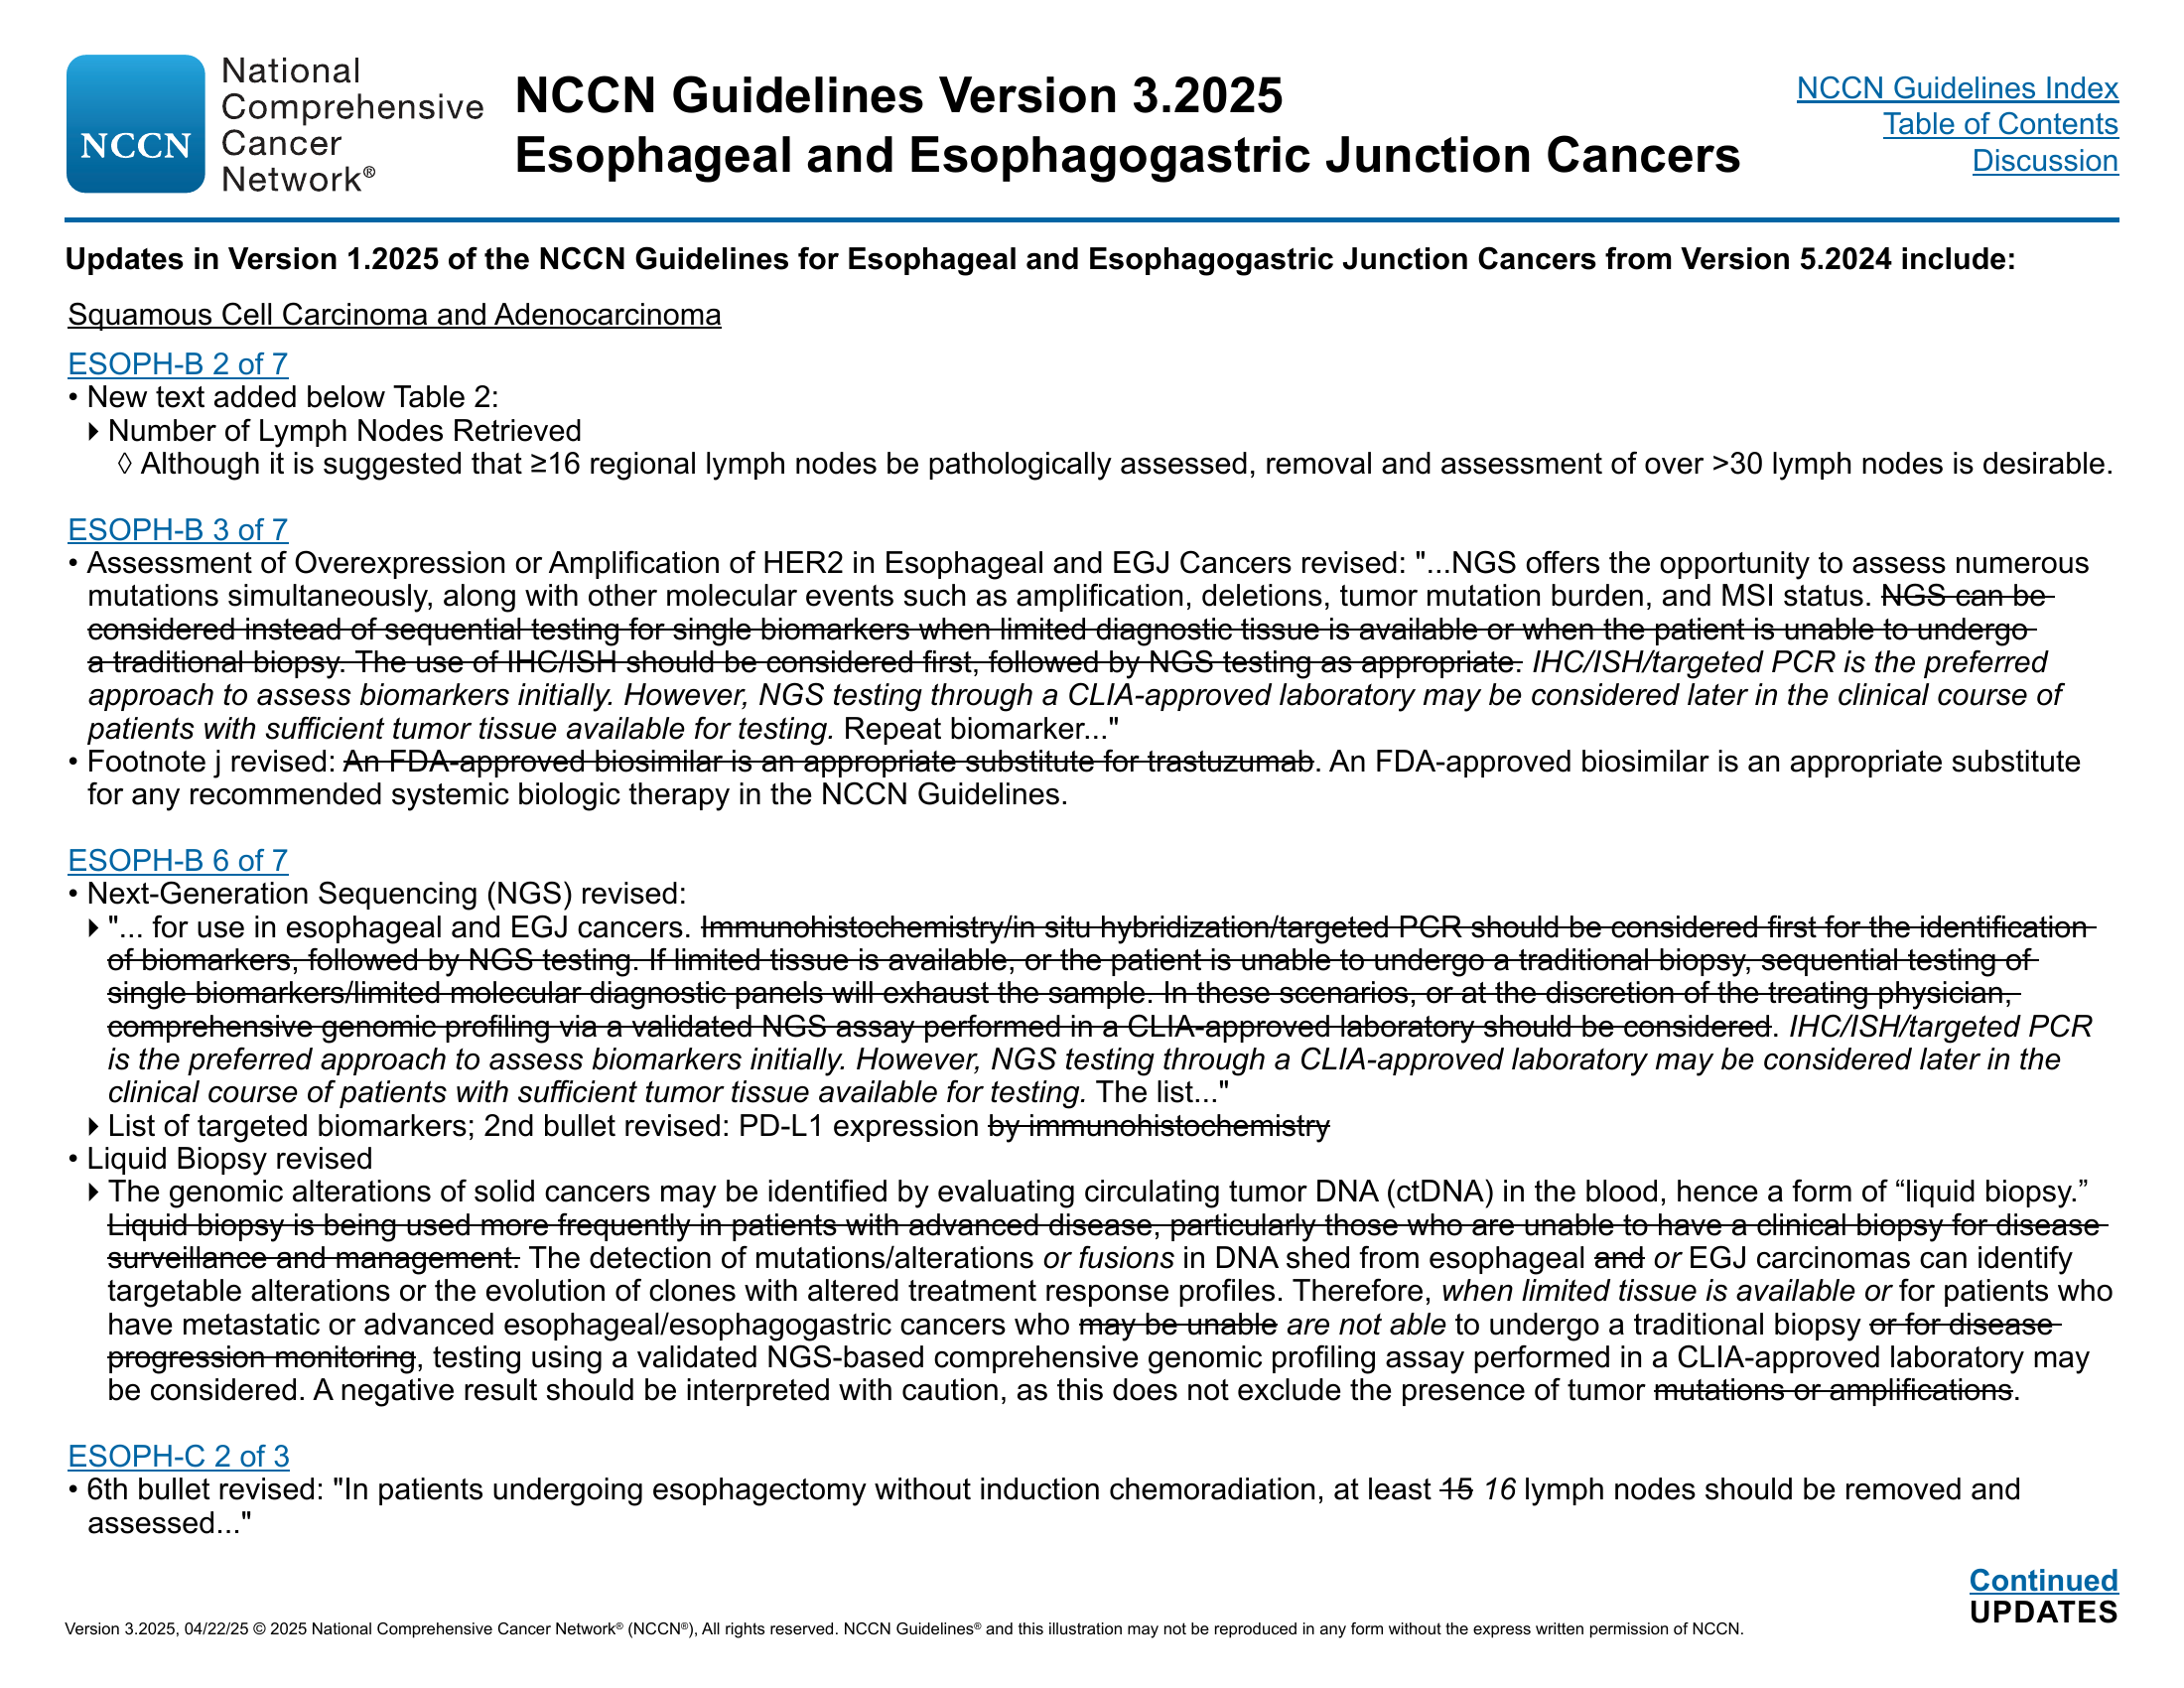 National
Comprehensive
NCCN Cancer
Network®
NCCN Guidelines Version 3.2025
Esophageal and Esophagogastric Junction Cancers
NCCN Guidelines Index
Table of Contents
Discussion
Updates in Version 1.2025 of the NCCN Guidelines for Esophageal and Esophagogastric Junction Cancers from Version 5.2024 include:
Squamous Cell Carcinoma and Adenocarcinoma
ESOPH-B 2 of 7
• New text added below Table 2:
‣ Number of Lymph Nodes Retrieved
◊ Although it is suggested that ≥16 regional lymph nodes be pathologically assessed, removal and assessment of over >30 lymph nodes is desirable.
ESOPH-B 3 of 7
• Assessment of Overexpression or Amplification of HER2 in Esophageal and EGJ Cancers revised: "...NGS offers the opportunity to assess numerous
mutations simultaneously, along with other molecular events such as amplification, deletions, tumor mutation burden, and MSI status. NGS can be
considered instead of sequential testing for single biomarkers when limited diagnostic tissue is available or when the patient is unable to undergo
a traditional biopsy. The use of IHC/ISH should be considered first, followed by NGS testing as appropriate. IHC/ISH/targeted PCR is the preferred
approach to assess biomarkers initially. However, NGS testing through a CLIA-approved laboratory may be considered later in the clinical course of
patients with sufficient tumor tissue available for testing. Repeat biomarker..."
• Footnote j revised: An FDA-approved biosimilar is an appropriate substitute for trastuzumab. An FDA-approved biosimilar is an appropriate substitute
for any recommended systemic biologic therapy in the NCCN Guidelines.
ESOPH-B 6 of 7
• Next-Generation Sequencing (NGS) revised:
‣ "... for use in esophageal and EGJ cancers. Immunohistochemistry/in situ hybridization/targeted PCR should be considered first for the identification
of biomarkers, followed by NGS testing. If limited tissue is available, or the patient is unable to undergo a traditional biopsy, sequential testing of
single biomarkers/limited molecular diagnostic panels will exhaust the sample. In these scenarios, or at the discretion of the treating physician,
comprehensive genomic profiling via a validated NGS assay performed in a CLIA-approved laboratory should be considered. IHC/ISH/targeted PCR
is the preferred approach to assess biomarkers initially. However, NGS testing through a CLIA-approved laboratory may be considered later in the
clinical course of patients with sufficient tumor tissue available for testing. The list..."
‣ List of targeted biomarkers; 2nd bullet revised: PD-L1 expression by immunohistochemistry
• Liquid Biopsy revised
‣ The genomic alterations of solid cancers may be identified by evaluating circulating tumor DNA (ctDNA) in the blood, hence a form of “liquid biopsy.”
Liquid biopsy is being used more frequently in patients with advanced disease, particularly those who are unable to have a clinical biopsy for disease
surveillance and management. The detection of mutations/alterations or fusions in DNA shed from esophageal and or EGJ carcinomas can identify
targetable alterations or the evolution of clones with altered treatment response profiles. Therefore, when limited tissue is available or for patients who
have metastatic or advanced esophageal/esophagogastric cancers who may be unable are not able to undergo a traditional biopsy or for disease
progression monitoring, testing using a validated NGS-based comprehensive genomic profiling assay performed in a CLIA-approved laboratory may
be considered. A negative result should be interpreted with caution, as this does not exclude the presence of tumor mutations or amplifications.
ESOPH-C 2 of 3
• 6th bullet revised: "In patients undergoing esophagectomy without induction chemoradiation, at least 15 16 lymph nodes should be removed and
assessed..."
Continued
UPDATES
Version 3.2025, 04/22/25 © 2025 National Comprehensive Cancer Network® (NCCN®), All rights reserved. NCCN Guidelines® and this illustration may not be reproduced in any form without the express written permission of NCCN.